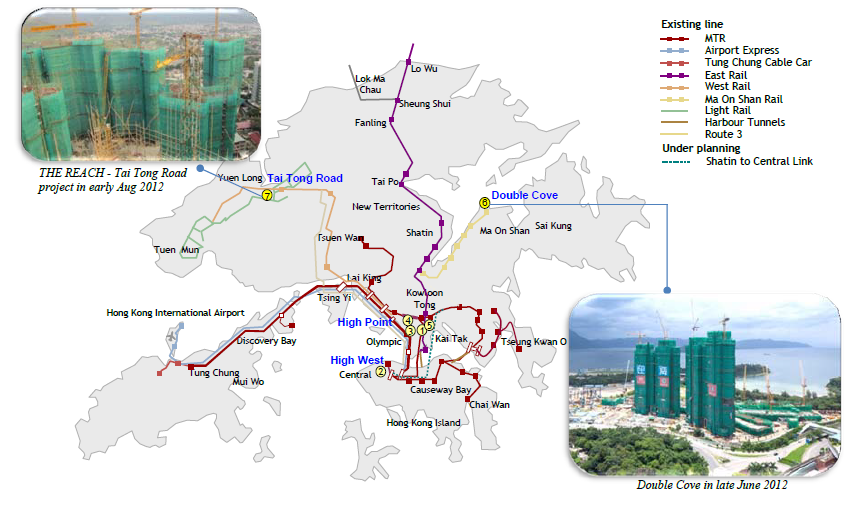 Existing line
MTR
Airport Express
Tung Chung Cable Car
East Rail
West Rail
Ma On Shan Rail
Light Rail
Harbour Tunnels
Route 3
Under planning
Shatin to Central Link
THE REACH - Tai Tong Road
project in early Aug 2012
Lo Wu
Lok Ma
Chau
Sheung Shui
Fanling
Yuen Long
Tai Tong Road
7
Tai Po
6
Double Cove
New Territories
Sai Kung
Ma On Shan
Shatin
Tsuen Wan
Tuen Mun
Lai King
Tsing Yi
Kowloon
Tong
Hong Kong International Airport
High Point
4
3
1
5
Kai Tak
Olympic
Tseung Kwan O
Discovery Bay
High West
2
Central
Tung Chung
Mui Wo
Causeway Bay
Chai Wan
Hong Kong Island
Double Cove in late June 2012